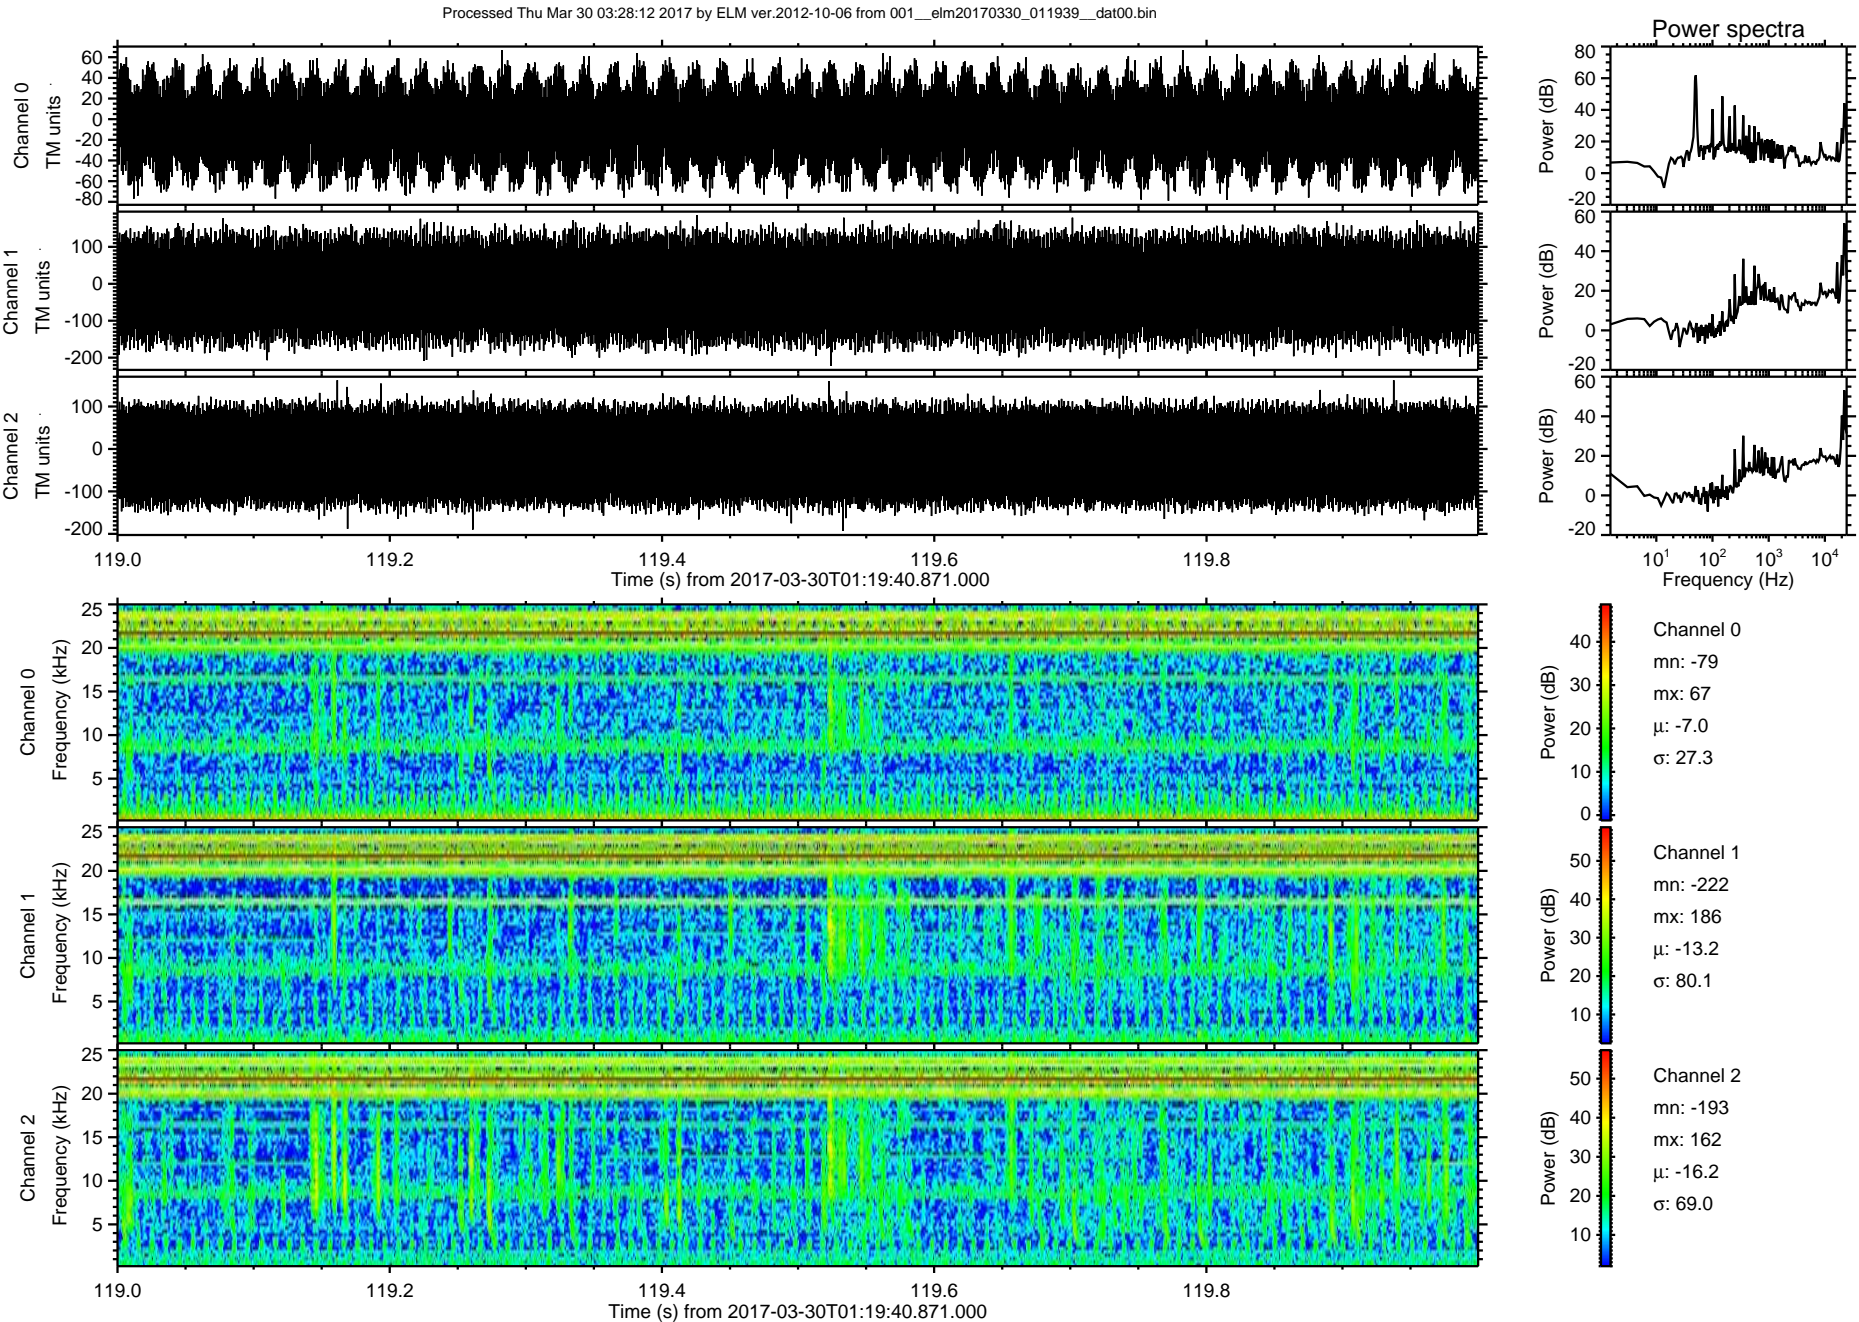 Processed Thu Mar 30 03:28:12 2017 by ELM ver.2012-10-06 from 001__elm20170330_011939__dat00.bin
Power spectra
Channel 0
TM units
60
40
20
0
-20
-40
-60
-80
Power (dB)
80
60
40
20
0
-20
Channel 1
TM units
100
0
-100
-200
Power (dB)
60
40
20
0
-20
Channel 2
TM units
100
0
-100
-200
Power (dB)
60
40
20
0
-20
119.0 119.2 119.4 119.6 119.8
Time (s) from 2017-03-30T01:19:40.871.000
10¹ 10² 10³ 10⁴
Frequency (Hz)
Channel 0
Frequency (kHz)
25
20
15
10
5
Power (dB)
40
30
20
10
0
Channel 0
mn: -79
mx: 67
μ: -7.0
σ: 27.3
Channel 1
Frequency (kHz)
25
20
15
10
5
Power (dB)
50
40
30
20
10
Channel 1
mn: -222
mx: 186
μ: -13.2
σ: 80.1
Channel 2
Frequency (kHz)
25
20
15
10
5
Power (dB)
50
40
30
20
10
Channel 2
mn: -193
mx: 162
μ: -16.2
σ: 69.0
119.0 119.2 119.4 119.6 119.8
Time (s) from 2017-03-30T01:19:40.871.000